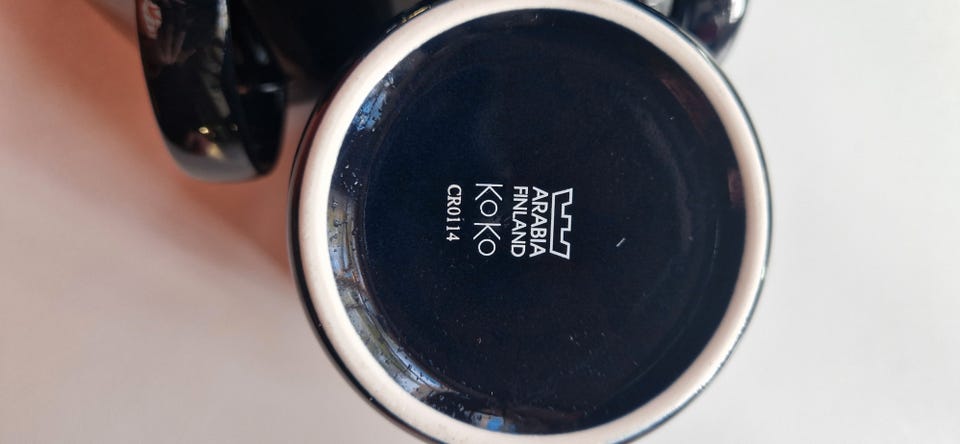 ARABIA
FINLAND
KoKo
CR0114